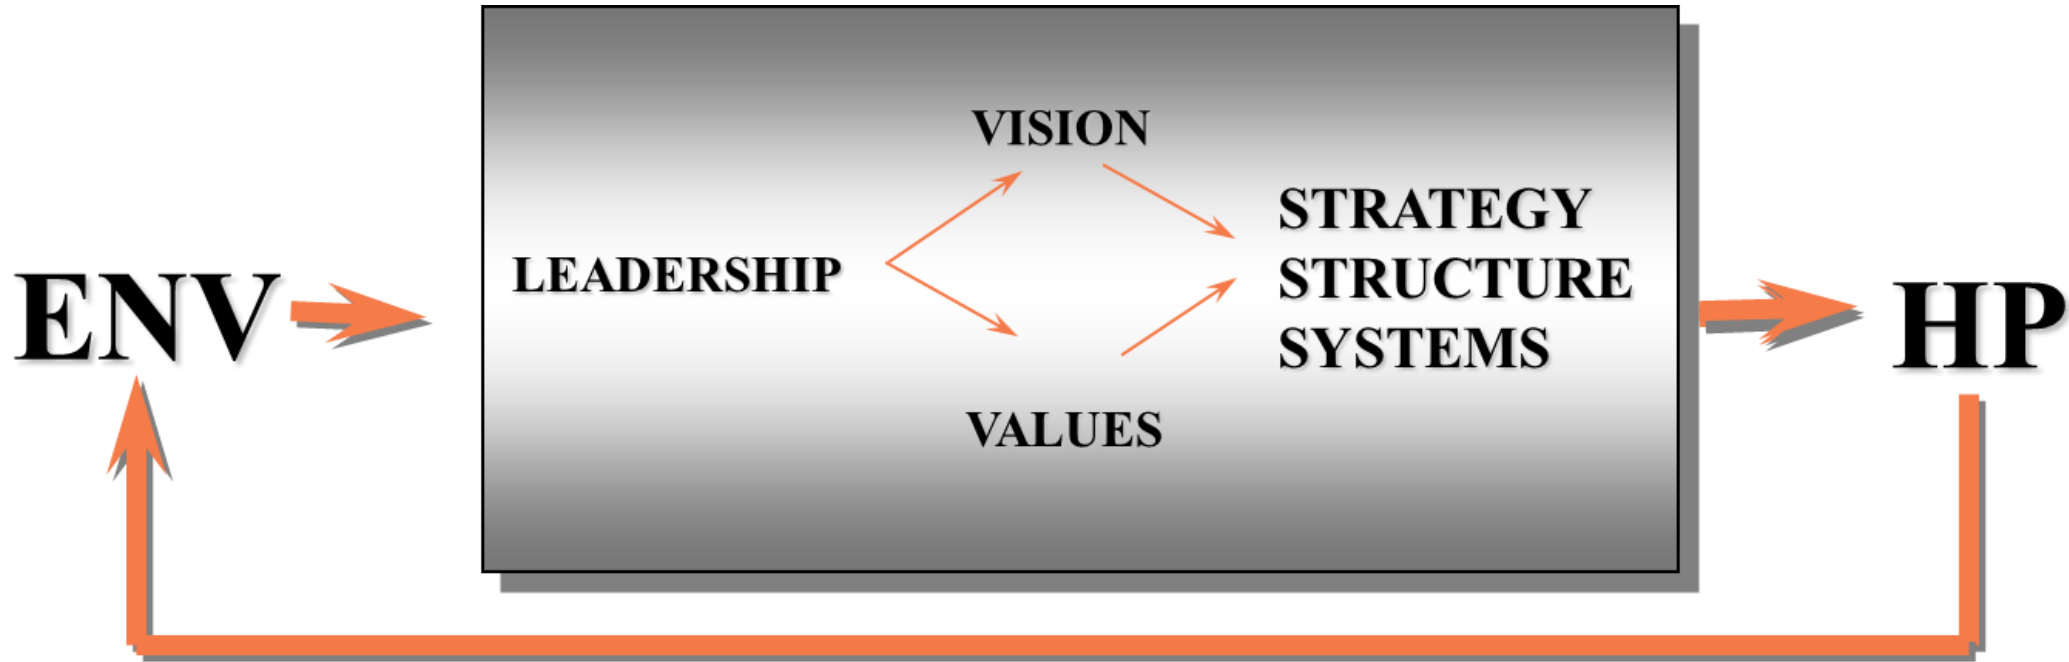 ENV
LEADERSHIP
VISION
VALUES
STRATEGY
STRUCTURE
SYSTEMS
HP